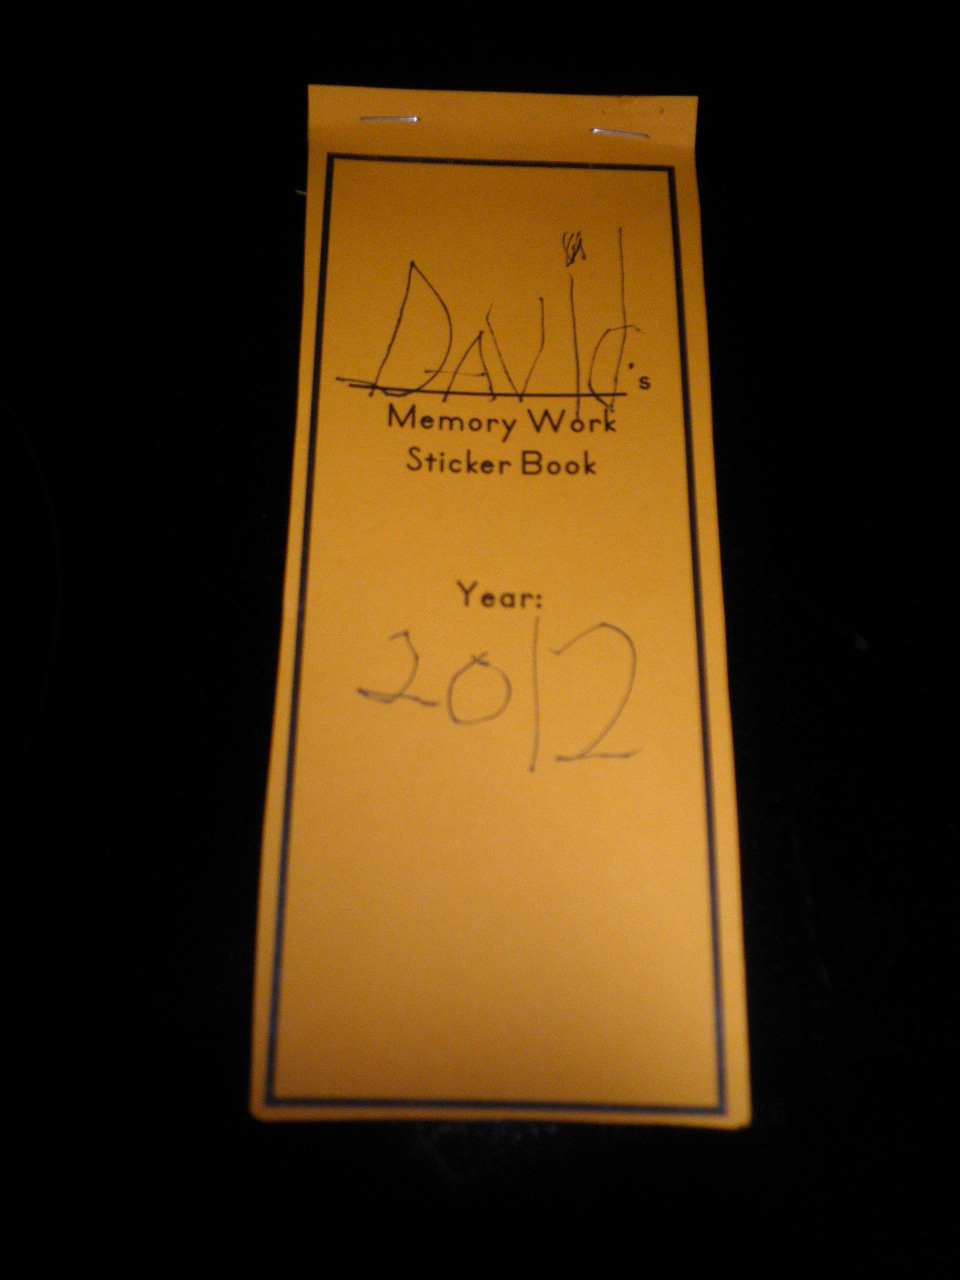 DAVid's
Memory Work
Sticker Book
Year:
2012